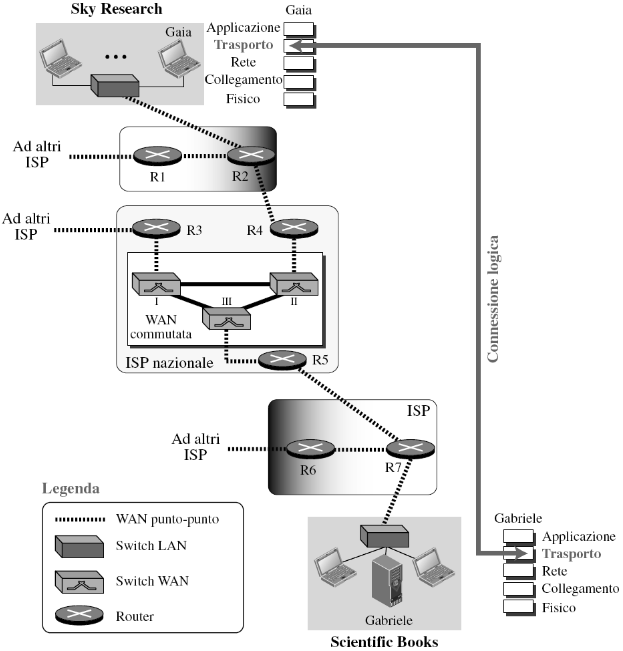 Sky Research
Gaia
Gaia
Applicazione
Trasporto
Rete
Collegamento
Fisico
Ad altri
ISP
R1
R2
Ad altri
ISP
R3
R4
I
II
III
WAN
commutata
ISP nazionale
R5
Connessione logica
ISP
Ad altri
ISP
R6
R7
Legenda
WAN punto-punto
Switch LAN
Switch WAN
Router
Gabriele
Scientific Books
Gabriele
Applicazione
Trasporto
Rete
Collegamento
Fisico